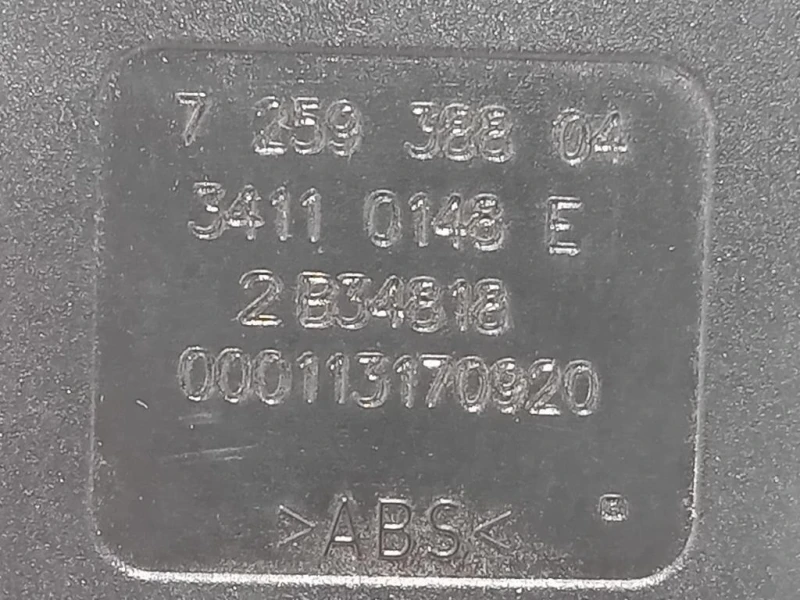 7 259 388 04
3411 0148 E
2 B34818
000113170920
>ABS<